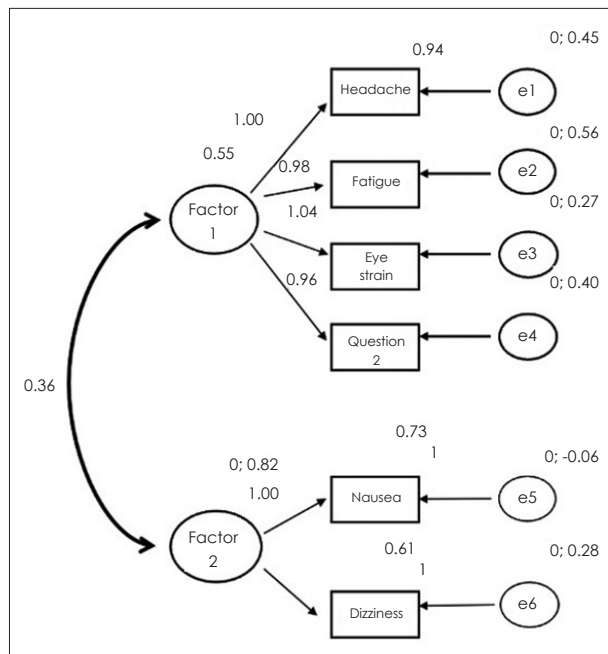 0; 0.45
0.94
Headache
e1
1.00
0; 0.56
0.55
0.98
Fatigue
e2
0; 0.27
Factor
1
1.04
Eye
strain
e3
0; 0.40
0.96
Question
2
e4
0.36
0.73
1
0; -0.06
0; 0.82
1.00
Nausea
e5
Factor
2
0.61
1
0; 0.28
Dizziness
e6